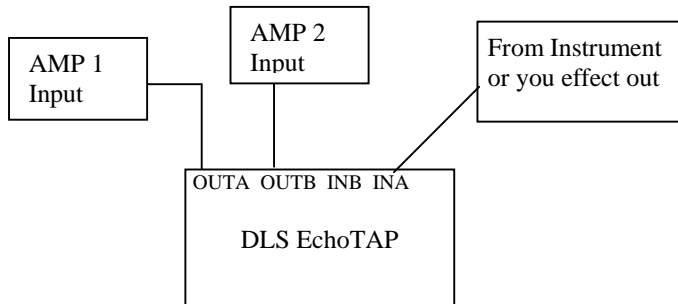 AMP 1
Input
AMP 2
Input
From Instrument
or you effect out
OUTA OUTB INB INA
DLS EchoTAP